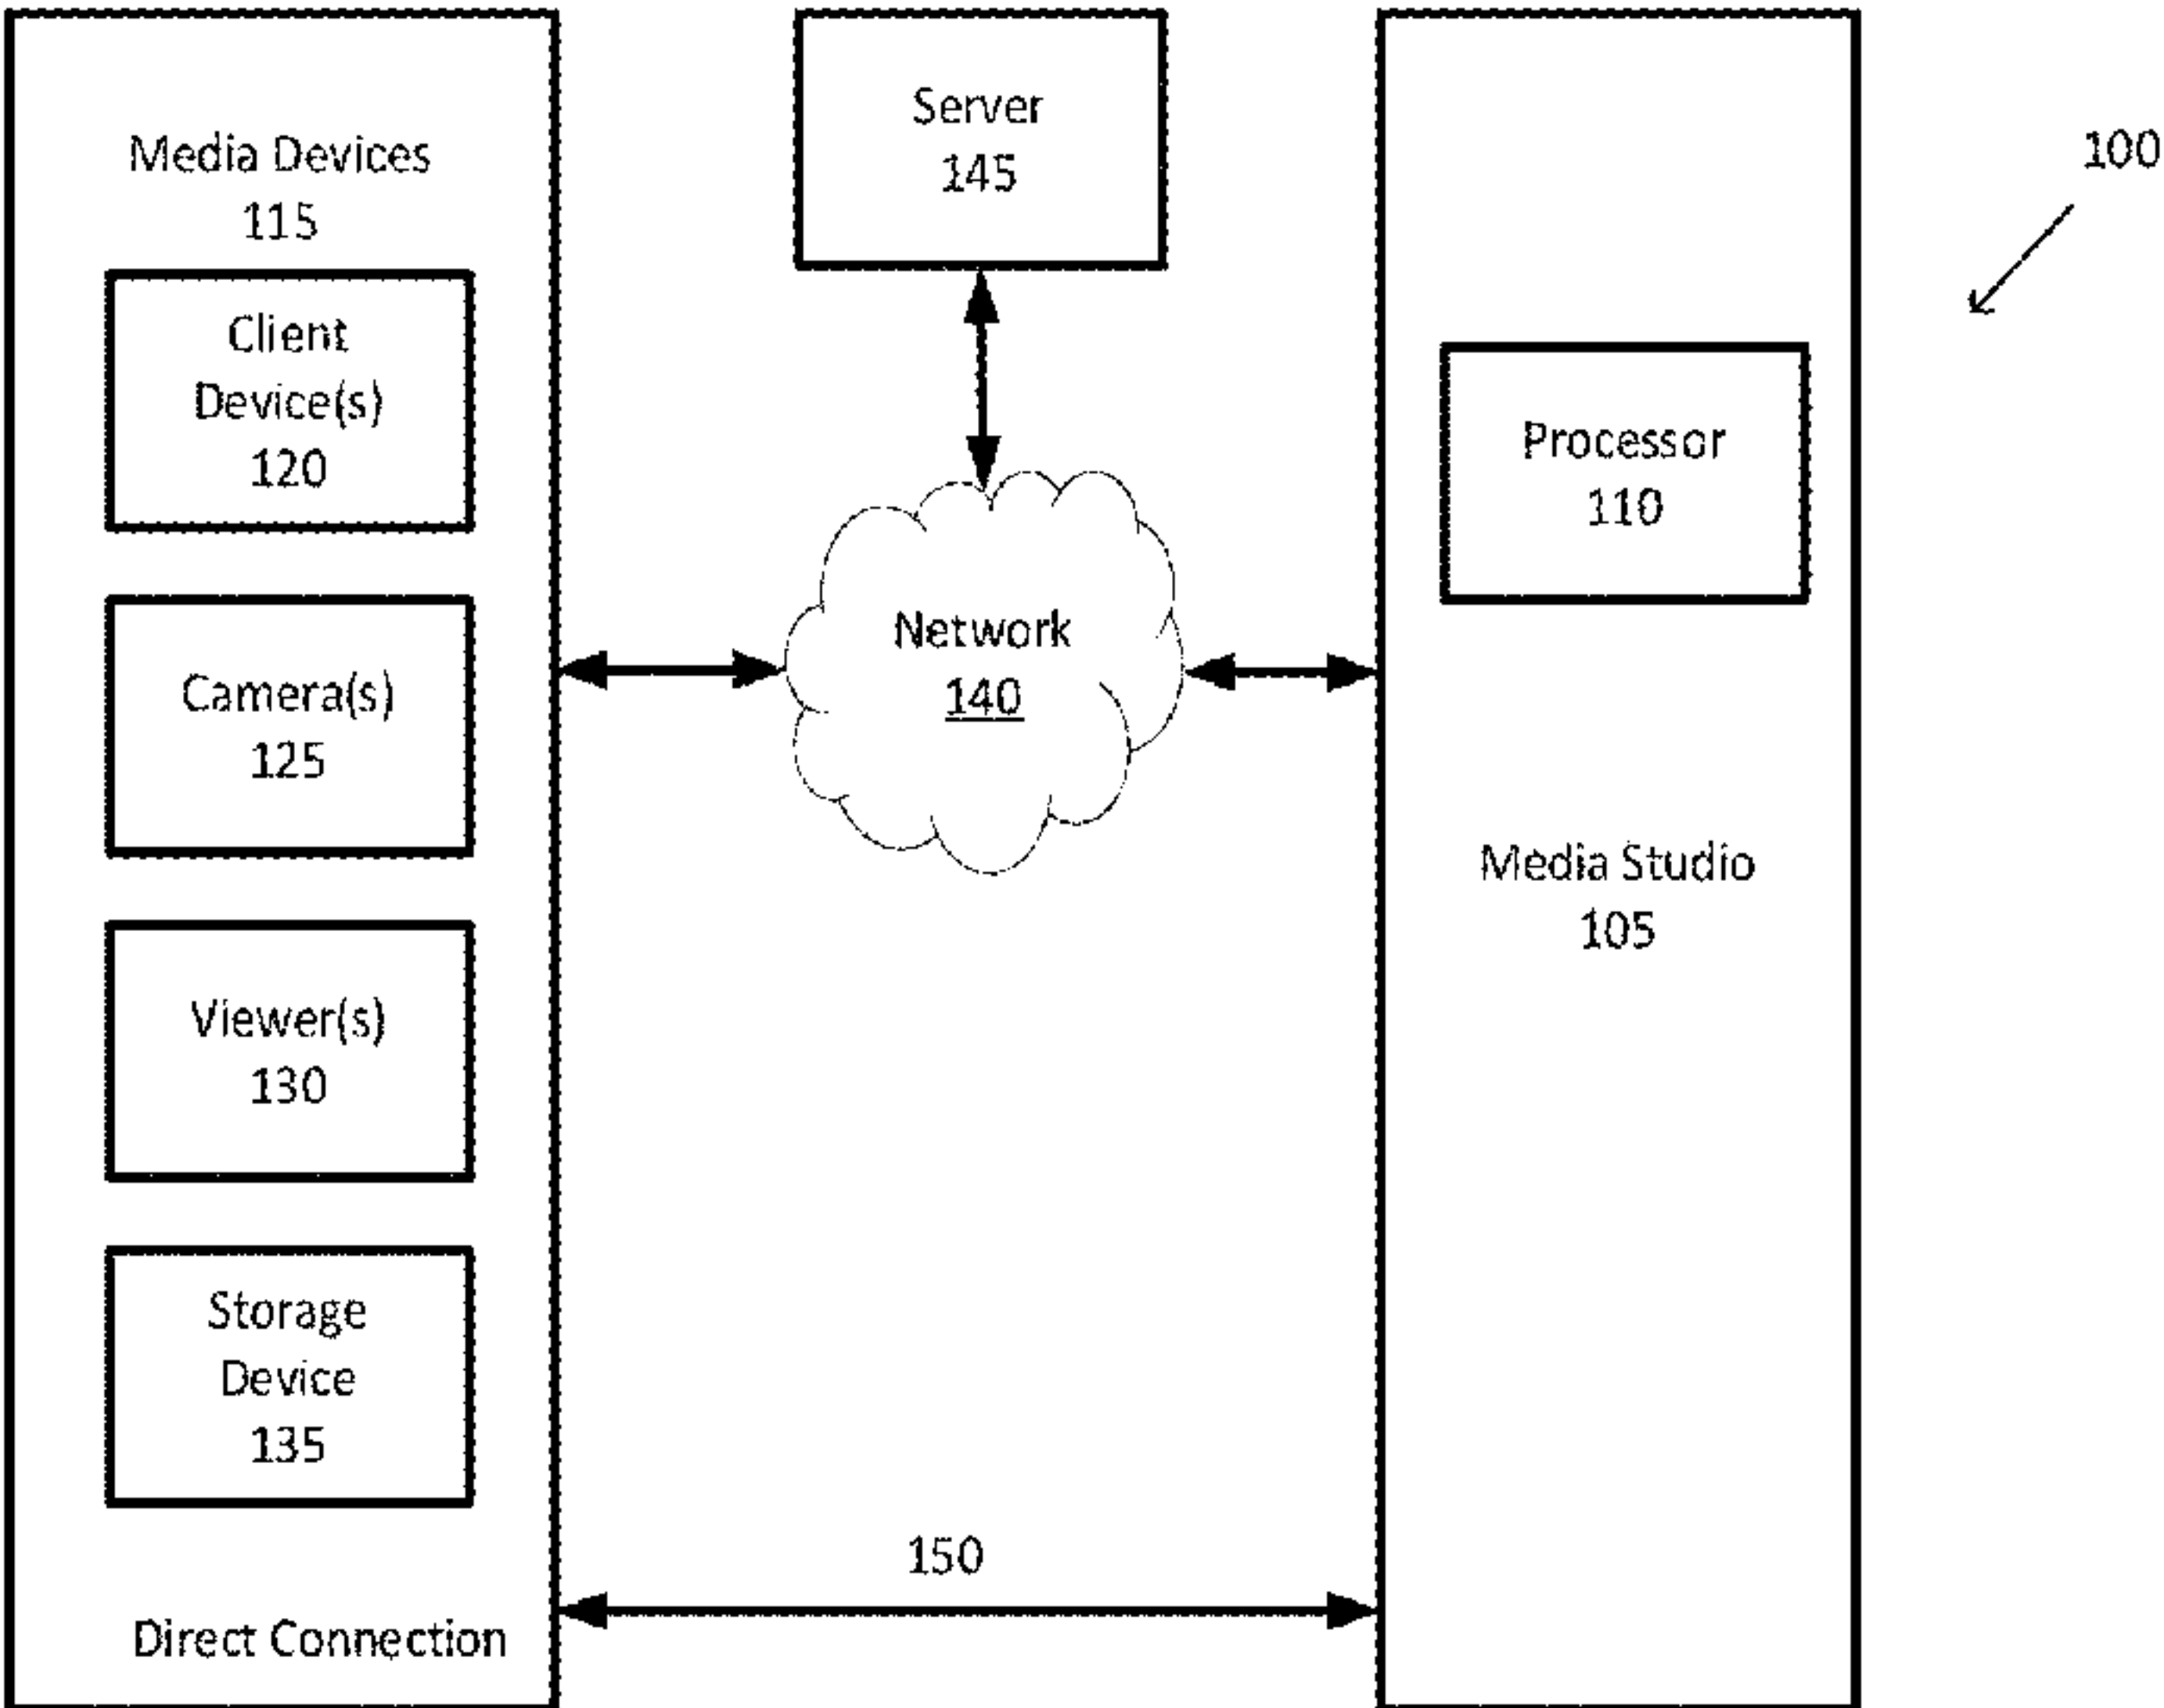 Media Devices
115
Client
Device(s)
120
Camera(s)
125
Viewer(s)
130
Storage
Device
135
Direct Connection
Server
145
Network
140
150
Processor
110
Media Studio
105
100